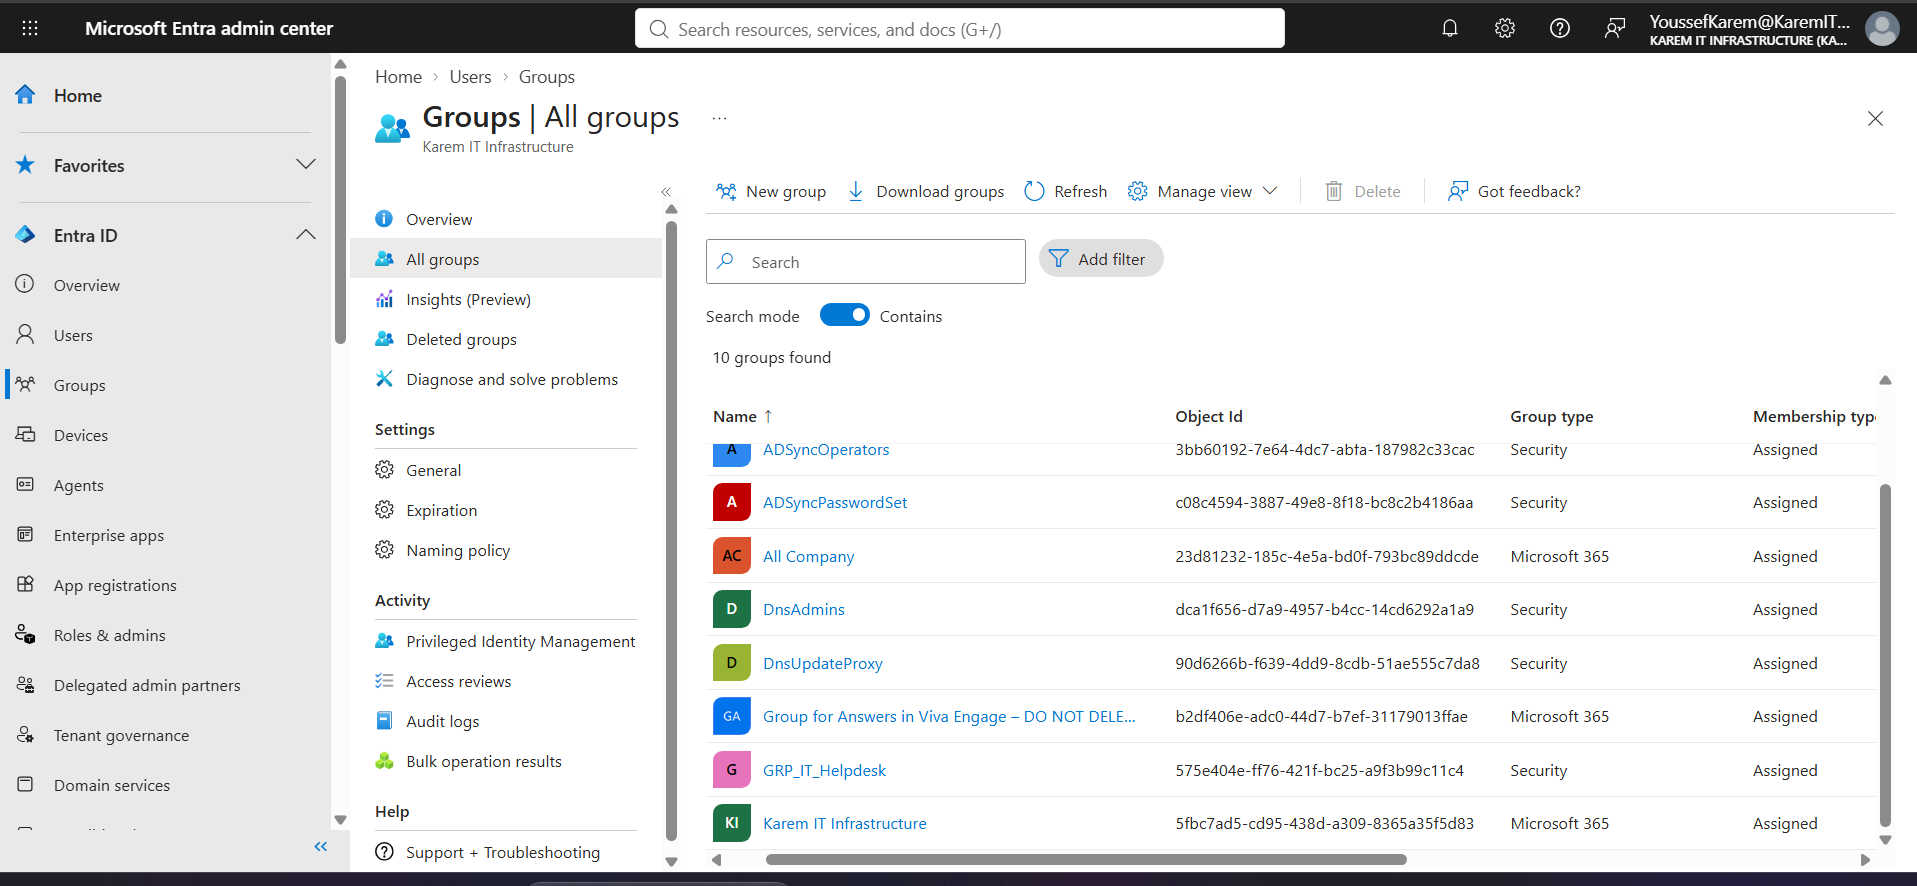 Microsoft Entra admin center
Search resources, services, and docs (G+/)
YoussefKarem@KaremIT...
KAREM IT INFRASTRUCTURE (KA...
Home
Favorites
Entra ID
Overview
Users
Groups
Devices
Agents
Enterprise apps
App registrations
Roles & admins
Delegated admin partners
Tenant governance
Domain services
Home > Users > Groups
Groups | All groups ...
Karem IT Infrastructure
Overview
All groups
Insights (Preview)
Deleted groups
Diagnose and solve problems
Settings
General
Expiration
Naming policy
Activity
Privileged Identity Management
Access reviews
Audit logs
Bulk operation results
Help
Support + Troubleshooting
New group Download groups Refresh Manage view Delete Got feedback?
Search Add filter
Search mode Contains
10 groups found
Name ↑ Object Id Group type Membership type
A ADSyncOperators 3bb60192-7e64-4dc7-abfa-187982c33cac Security Assigned
A ADSyncPasswordSet c08c4594-3887-49e8-8f18-bc8c2b4186aa Security Assigned
AC All Company 23d81232-185c-4e5a-bd0f-793bc89ddcde Microsoft 365 Assigned
D DnsAdmins dca1f656-d7a9-4957-b4cc-14cd6292a1a9 Security Assigned
D DnsUpdateProxy 90d6266b-f639-4dd9-8cdb-51ae555c7da8 Security Assigned
GA Group for Answers in Viva Engage – DO NOT DELE... b2df406e-adc0-44d7-b7ef-31179013ffae Microsoft 365 Assigned
G GRP_IT_Helpdesk 575e404e-ff76-421f-bc25-a9f3b99c11c4 Security Assigned
KI Karem IT Infrastructure 5fbc7ad5-cd95-438d-a309-8365a35f5d83 Microsoft 365 Assigned